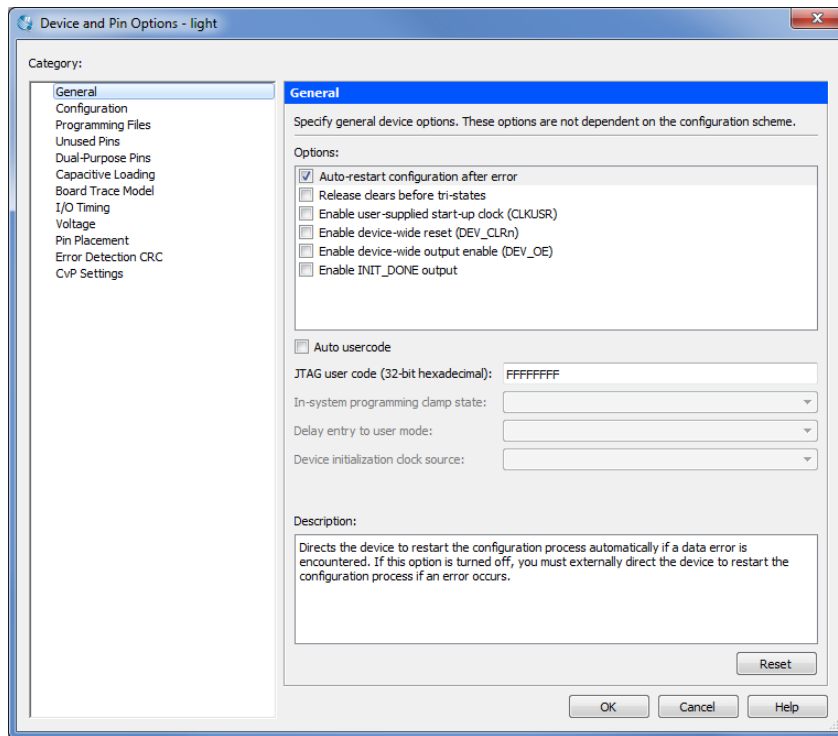 Device and Pin Options - light
Category:
General
Configuration
Programming Files
Unused Pins
Dual-Purpose Pins
Capacitive Loading
Board Trace Model
I/O Timing
Voltage
Pin Placement
Error Detection CRC
CvP Settings
General
Specify general device options. These options are not dependent on the configuration scheme.
Options:
Auto-restart configuration after error
Release clears before tri-states
Enable user-supplied start-up clock (CLKUSR)
Enable device-wide reset (DEV_CLRn)
Enable device-wide output enable (DEV_OE)
Enable INIT_DONE output
Auto usercode
JTAG user code (32-bit hexadecimal): FFFFFFFF
In-system programming clamp state:
Delay entry to user mode:
Device initialization clock source:
Description:
Directs the device to restart the configuration process automatically if a data error is
encountered. If this option is turned off, you must externally direct the device to restart the
configuration process if an error occurs.
Reset
OK Cancel Help